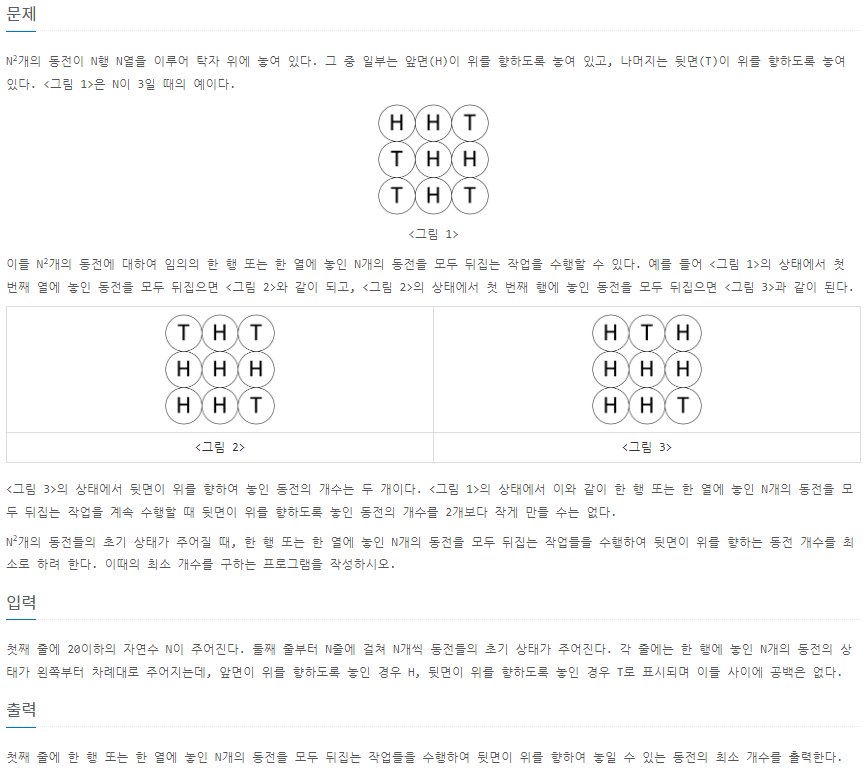 문제
N²개의 동전이 N행 N열을 이루어 탁자 위에 놓여 있다. 그 중 일부는 앞면(H)이 위를 향하도록 놓여 있고, 나머지는 뒷면(T)이 위를 향하도록 놓여
있다. <그림 1>은 N이 3일 때의 예이다.
H H T
T H H
T H T
<그림 1>
이들 N²개의 동전에 대하여 임의의 한 행 또는 한 열에 놓인 N개의 동전을 모두 뒤집는 작업을 수행할 수 있다. 예를 들어 <그림 1>의 상태에서 첫
번째 열에 놓인 동전을 모두 뒤집으면 <그림 2>와 같이 되고, <그림 2>의 상태에서 첫 번째 행에 놓인 동전을 모두 뒤집으면 <그림 3>과 같이 된다.
T H T
H H H
H H T
<그림 2>
H T H
H H H
H H T
<그림 3>
<그림 3>의 상태에서 뒷면이 위를 향하여 놓인 동전의 개수는 두 개이다. <그림 1>의 상태에서 이와 같이 한 행 또는 한 열에 놓인 N개의 동전을 모
두 뒤집는 작업을 계속 수행할 때 뒷면이 위를 향하도록 놓인 동전의 개수를 2개보다 작게 만들 수는 없다.
N²개의 동전들의 초기 상태가 주어질 때, 한 행 또는 한 열에 놓인 N개의 동전을 모두 뒤집는 작업들을 수행하여 뒷면이 위를 향하는 동전 개수를 최
소로 하려 한다. 이때의 최소 개수를 구하는 프로그램을 작성하시오.
입력
첫째 줄에 20이하의 자연수 N이 주어진다. 둘째 줄부터 N줄에 걸쳐 N개씩 동전들의 초기 상태가 주어진다. 각 줄에는 한 행에 놓인 N개의 동전의 상
태가 왼쪽부터 차례대로 주어지는데, 앞면이 위를 향하도록 놓인 경우 H, 뒷면이 위를 향하도록 놓인 경우 T로 표시되며 이들 사이에 공백은 없다.
출력
첫째 줄에 한 행 또는 한 열에 놓인 N개의 동전을 모두 뒤집는 작업들을 수행하여 뒷면이 위를 향하여 놓일 수 있는 동전의 최소 개수를 출력한다.